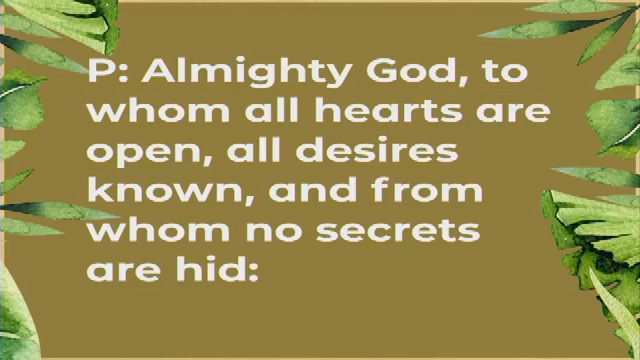 P: Almighty God, to
whom all hearts are
open, all desires
known, and from
whom no secrets
are hid: